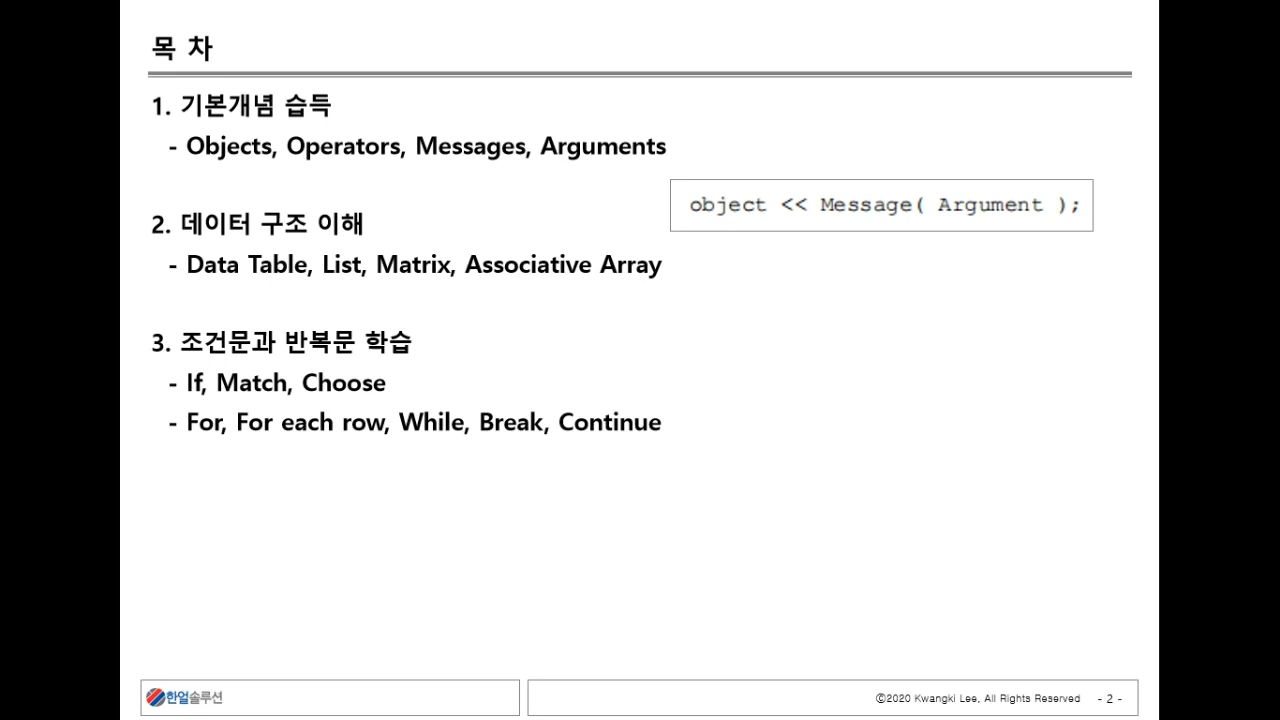 목 차
1. 기본개념 습득
- Objects, Operators, Messages, Arguments
object << Message( Argument );
2. 데이터 구조 이해
- Data Table, List, Matrix, Associative Array
3. 조건문과 반복문 학습
- If, Match, Choose
- For, For each row, While, Break, Continue
한얼솔루션
©2020 Kwangki Lee, All Rights Reserved - 2 -